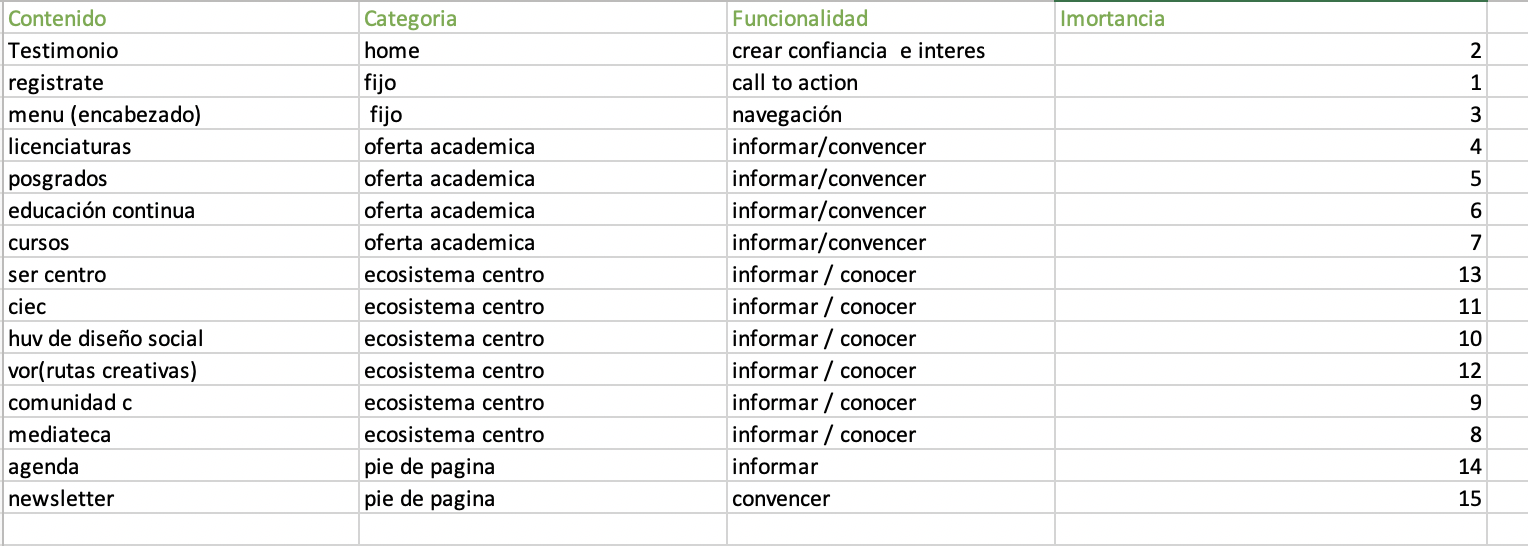 Contenido Categoria Funcionalidad Imortancia
Testimonio home crear confiancia e interes 2
registrate fijo call to action 1
menu (encabezado) fijo navegación 3
licenciaturas oferta academica informar/convencer 4
posgrados oferta academica informar/convencer 5
educación continua oferta academica informar/convencer 6
cursos oferta academica informar/convencer 7
ser centro ecosistema centro informar / conocer 13
ciec ecosistema centro informar / conocer 11
huv de diseño social ecosistema centro informar / conocer 10
vor(rutas creativas) ecosistema centro informar / conocer 12
comunidad c ecosistema centro informar / conocer 9
mediateca ecosistema centro informar / conocer 8
agenda pie de pagina informar 14
newsletter pie de pagina convencer 15